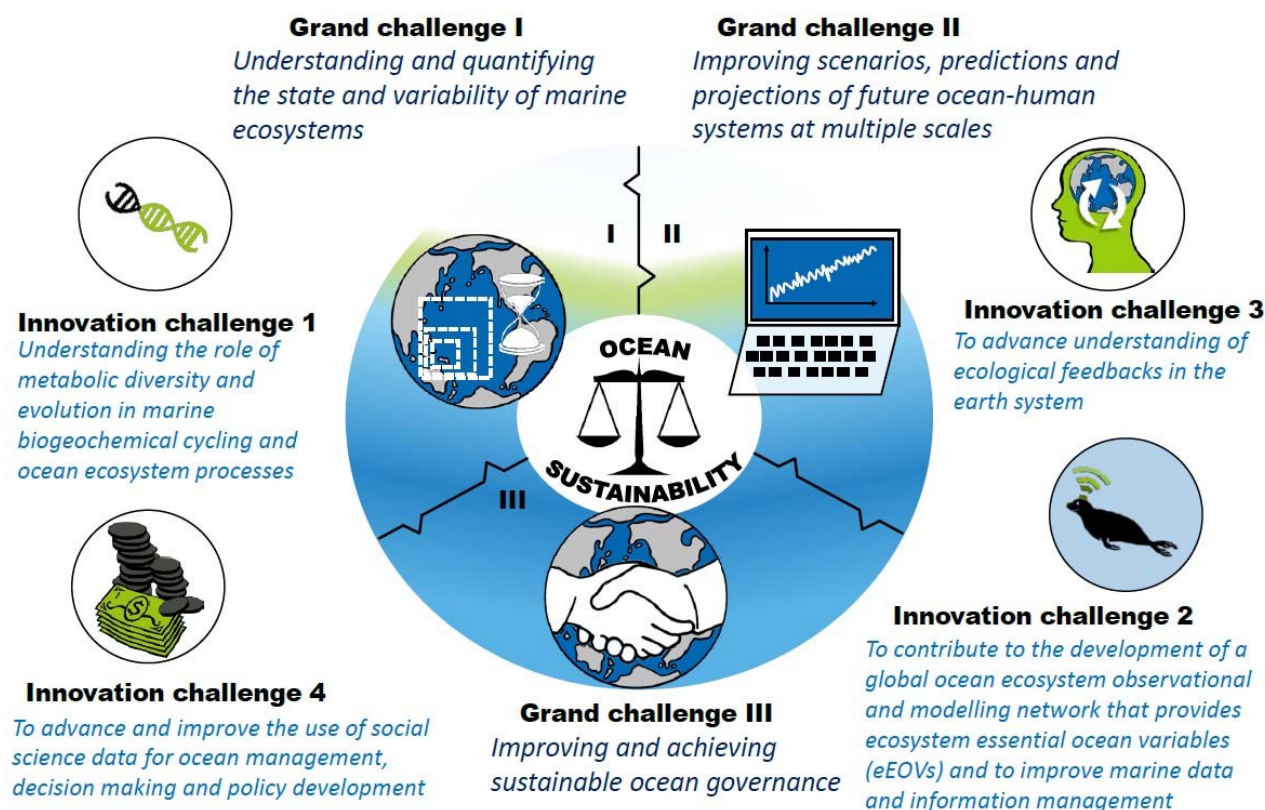 Grand challenge I
Understanding and quantifying
the state and variability of marine
ecosystems
Grand challenge II
Improving scenarios, predictions and
projections of future ocean-human
systems at multiple scales
I
II
Innovation challenge 1
Understanding the role of
metabolic diversity and
evolution in marine
biogeochemical cycling and
ocean ecosystem processes
OCEAN
SUSTAINABILITY
III
Innovation challenge 3
To advance understanding of
ecological feedbacks in the
earth system
$
Innovation challenge 4
To advance and improve the use of social
science data for ocean management,
decision making and policy development
Grand challenge III
Improving and achieving
sustainable ocean governance
Innovation challenge 2
To contribute to the development of a
global ocean ecosystem observational
and modelling network that provides
ecosystem essential ocean variables
(eEOVs) and to improve marine data
and information management